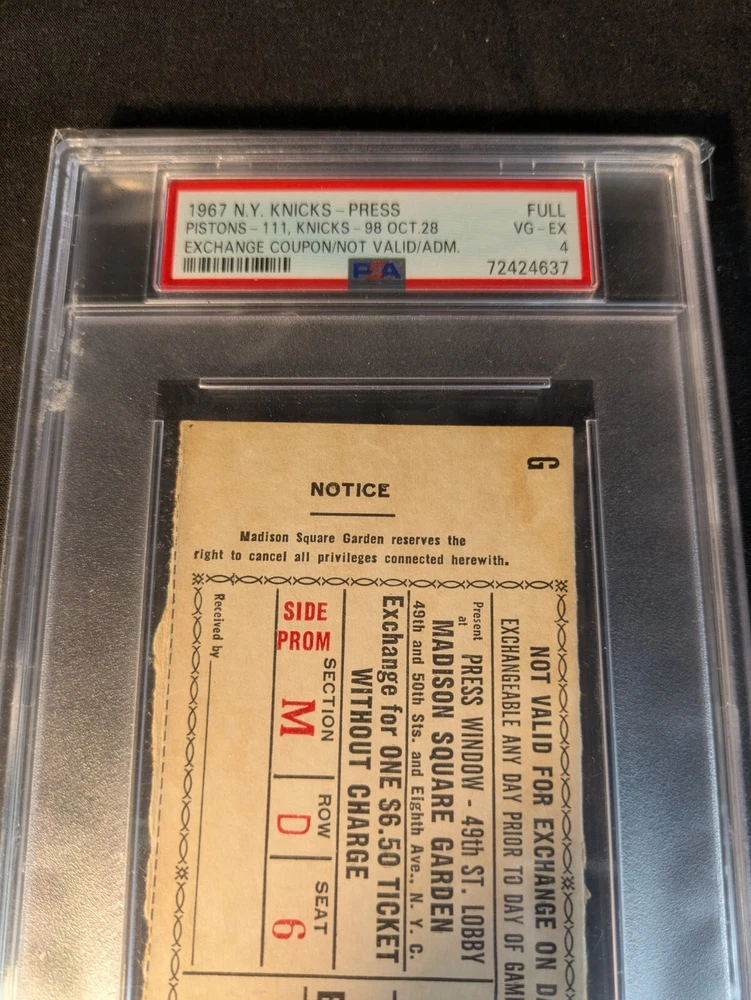 1967 N.Y. KNICKS-PRESS
FULL
PISTONS-111, KNICKS-98 OCT.28
VG-EX
EXCHANGE COUPON/NOT VALID/ADM.
4
PSA
72424637
G
NOTICE
Madison Square Garden reserves the
right to cancel all privileges connected herewith.
NOT VALID FOR EXCHANGE ON D
EXCHANGEABLE ANY DAY PRIOR TO DAY OF GAM
Present at PRESS WINDOW - 49th ST. LOBBY
MADISON SQUARE GARDEN
49th and 50th Sts. and Eighth Ave., N. Y. C.
Exchange for ONE $6.50 TICKET
WITHOUT CHARGE
SIDE
PROM
SECTION ROW SEAT
M D 6
Received by